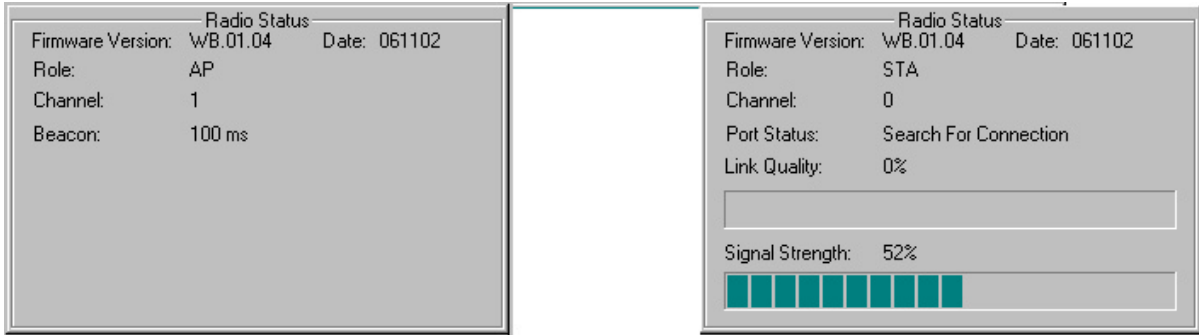 Radio Status
Firmware Version: WB.01.04 Date: 061102
Role: AP
Channel: 1
Beacon: 100 ms
Radio Status
Firmware Version: WB.01.04 Date: 061102
Role: STA
Channel: 0
Port Status: Search For Connection
Link Quality: 0%
Signal Strength: 52%